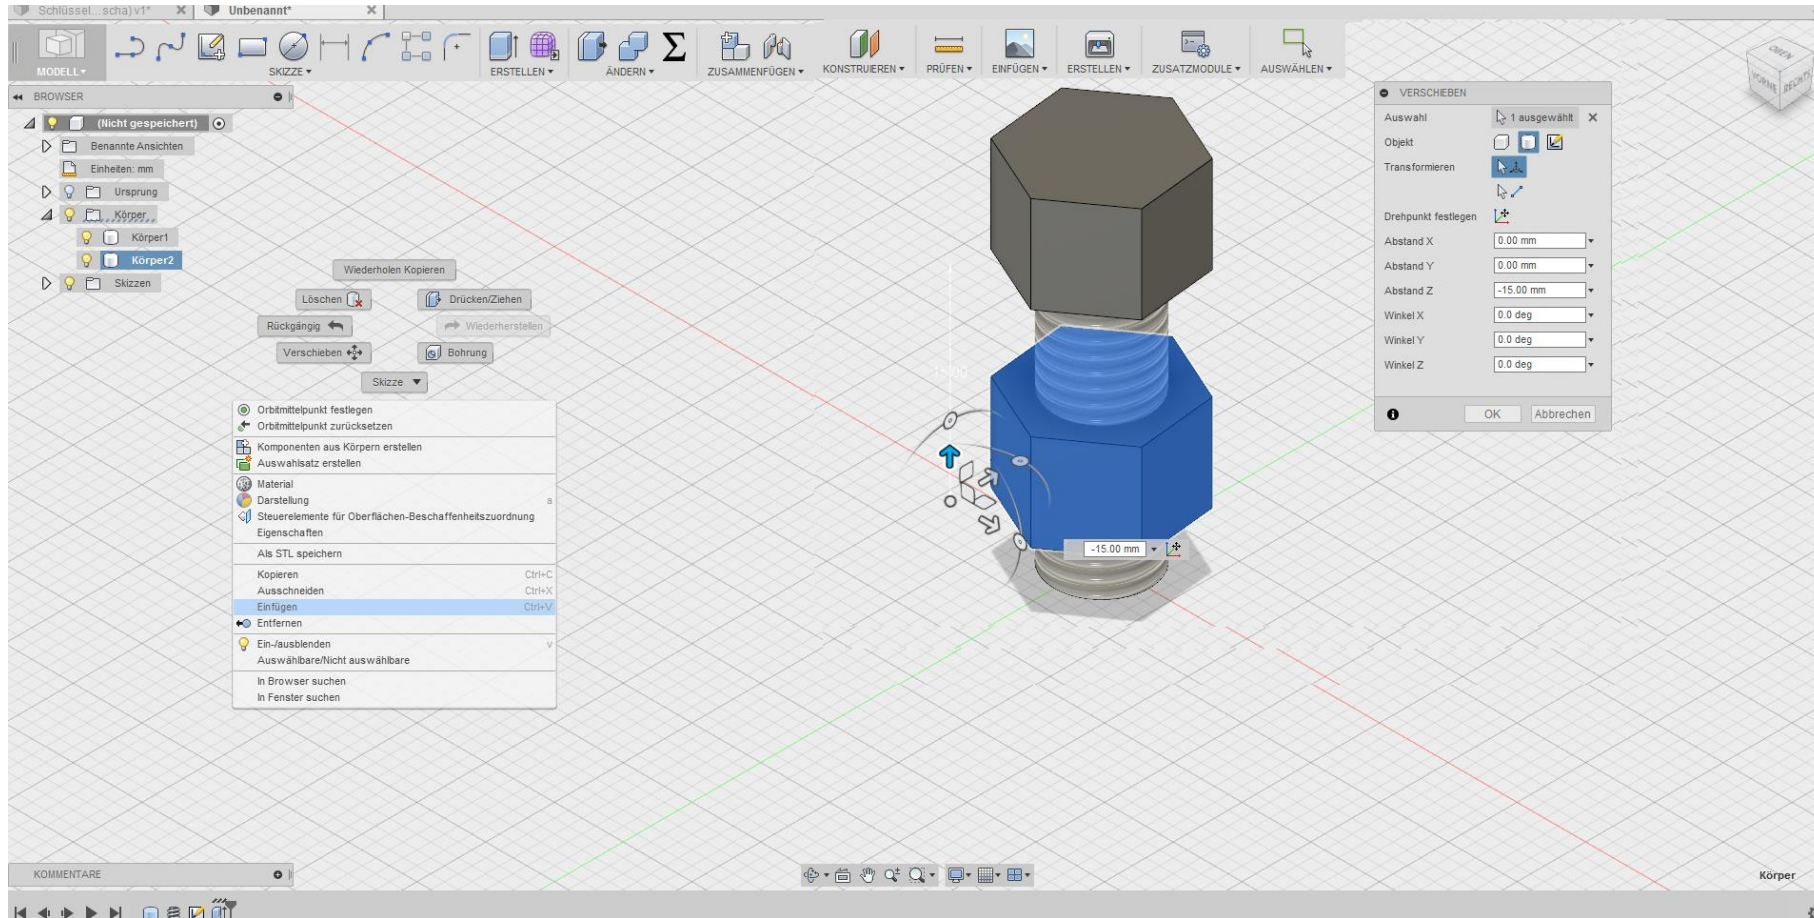 Schlüssel...scha) v1*
Unbenannt*
MODELL
SKIZZE
ERSTELLEN
ÄNDERN
ZUSAMMENFÜGEN
KONSTRUIEREN
PRÜFEN
EINFÜGEN
ERSTELLEN
ZUSATZMODULE
AUSWÄHLEN
OBEN
VORNE
RECHTS
BROWSER
(Nicht gespeichert)
Benannte Ansichten
Einheiten: mm
Ursprung
Körper
Körper1
Körper2
Skizzen
Wiederholen Kopieren
Löschen
Drücken/Ziehen
Rückgängig
Wiederherstellen
Verschieben
Bohrung
Skizze
Orbitmittelpunkt festlegen
Orbitmittelpunkt zurücksetzen
Komponenten aus Körpern erstellen
Auswahlsatz erstellen
Material
Darstellung a
Steuerelemente für Oberflächen-Beschaffenheitszuordnung
Eigenschaften
Als STL speichern
Kopieren Ctrl+C
Ausschneiden Ctrl+X
Einfügen Ctrl+V
Entfernen
Ein-/ausblenden v
Auswählbare/Nicht auswählbare
In Browser suchen
In Fenster suchen
15.00
-15.00 mm
VERSCHIEBEN
Auswahl 1 ausgewählt
Objekt
Transformieren
Drehpunkt festlegen
Abstand X 0.00 mm
Abstand Y 0.00 mm
Abstand Z -15.00 mm
Winkel X 0.0 deg
Winkel Y 0.0 deg
Winkel Z 0.0 deg
OK Abbrechen
KOMMENTARE
Körper